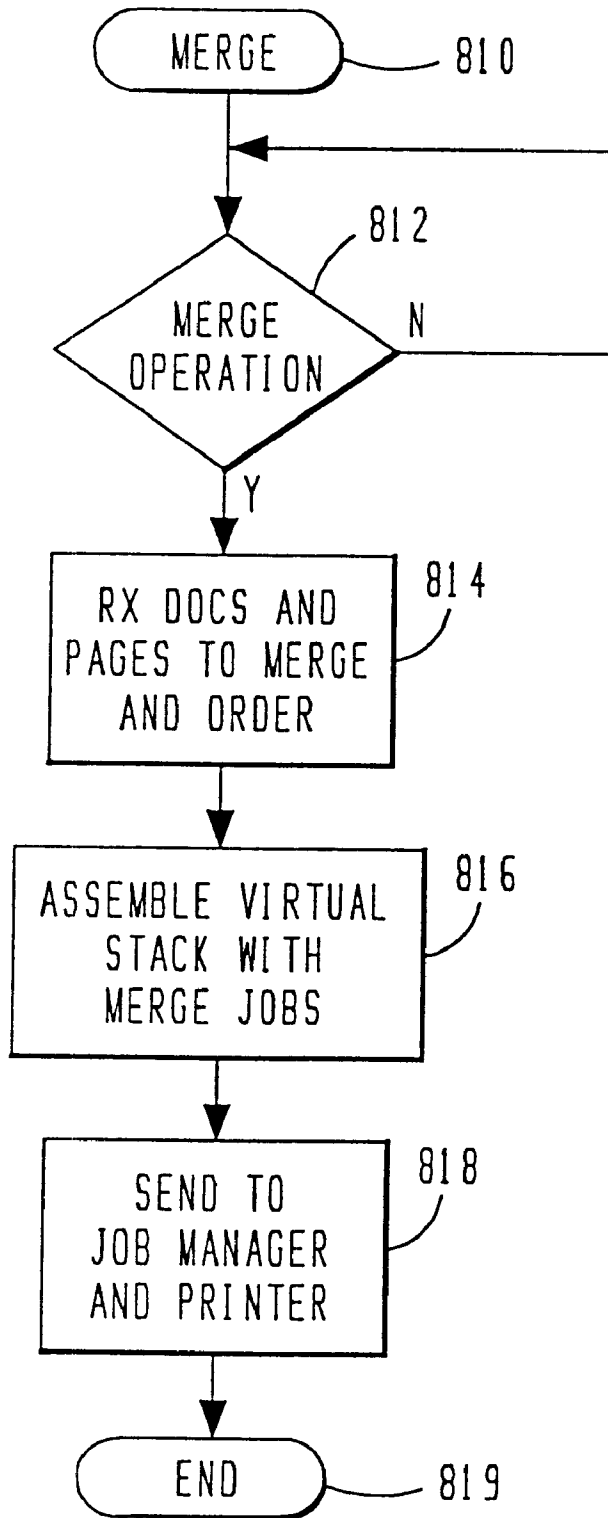 MERGE
810
812
MERGE
OPERATION
N
Y
814
RX DOCS AND
PAGES TO MERGE
AND ORDER
816
ASSEMBLE VIRTUAL
STACK WITH
MERGE JOBS
818
SEND TO
JOB MANAGER
AND PRINTER
END
819